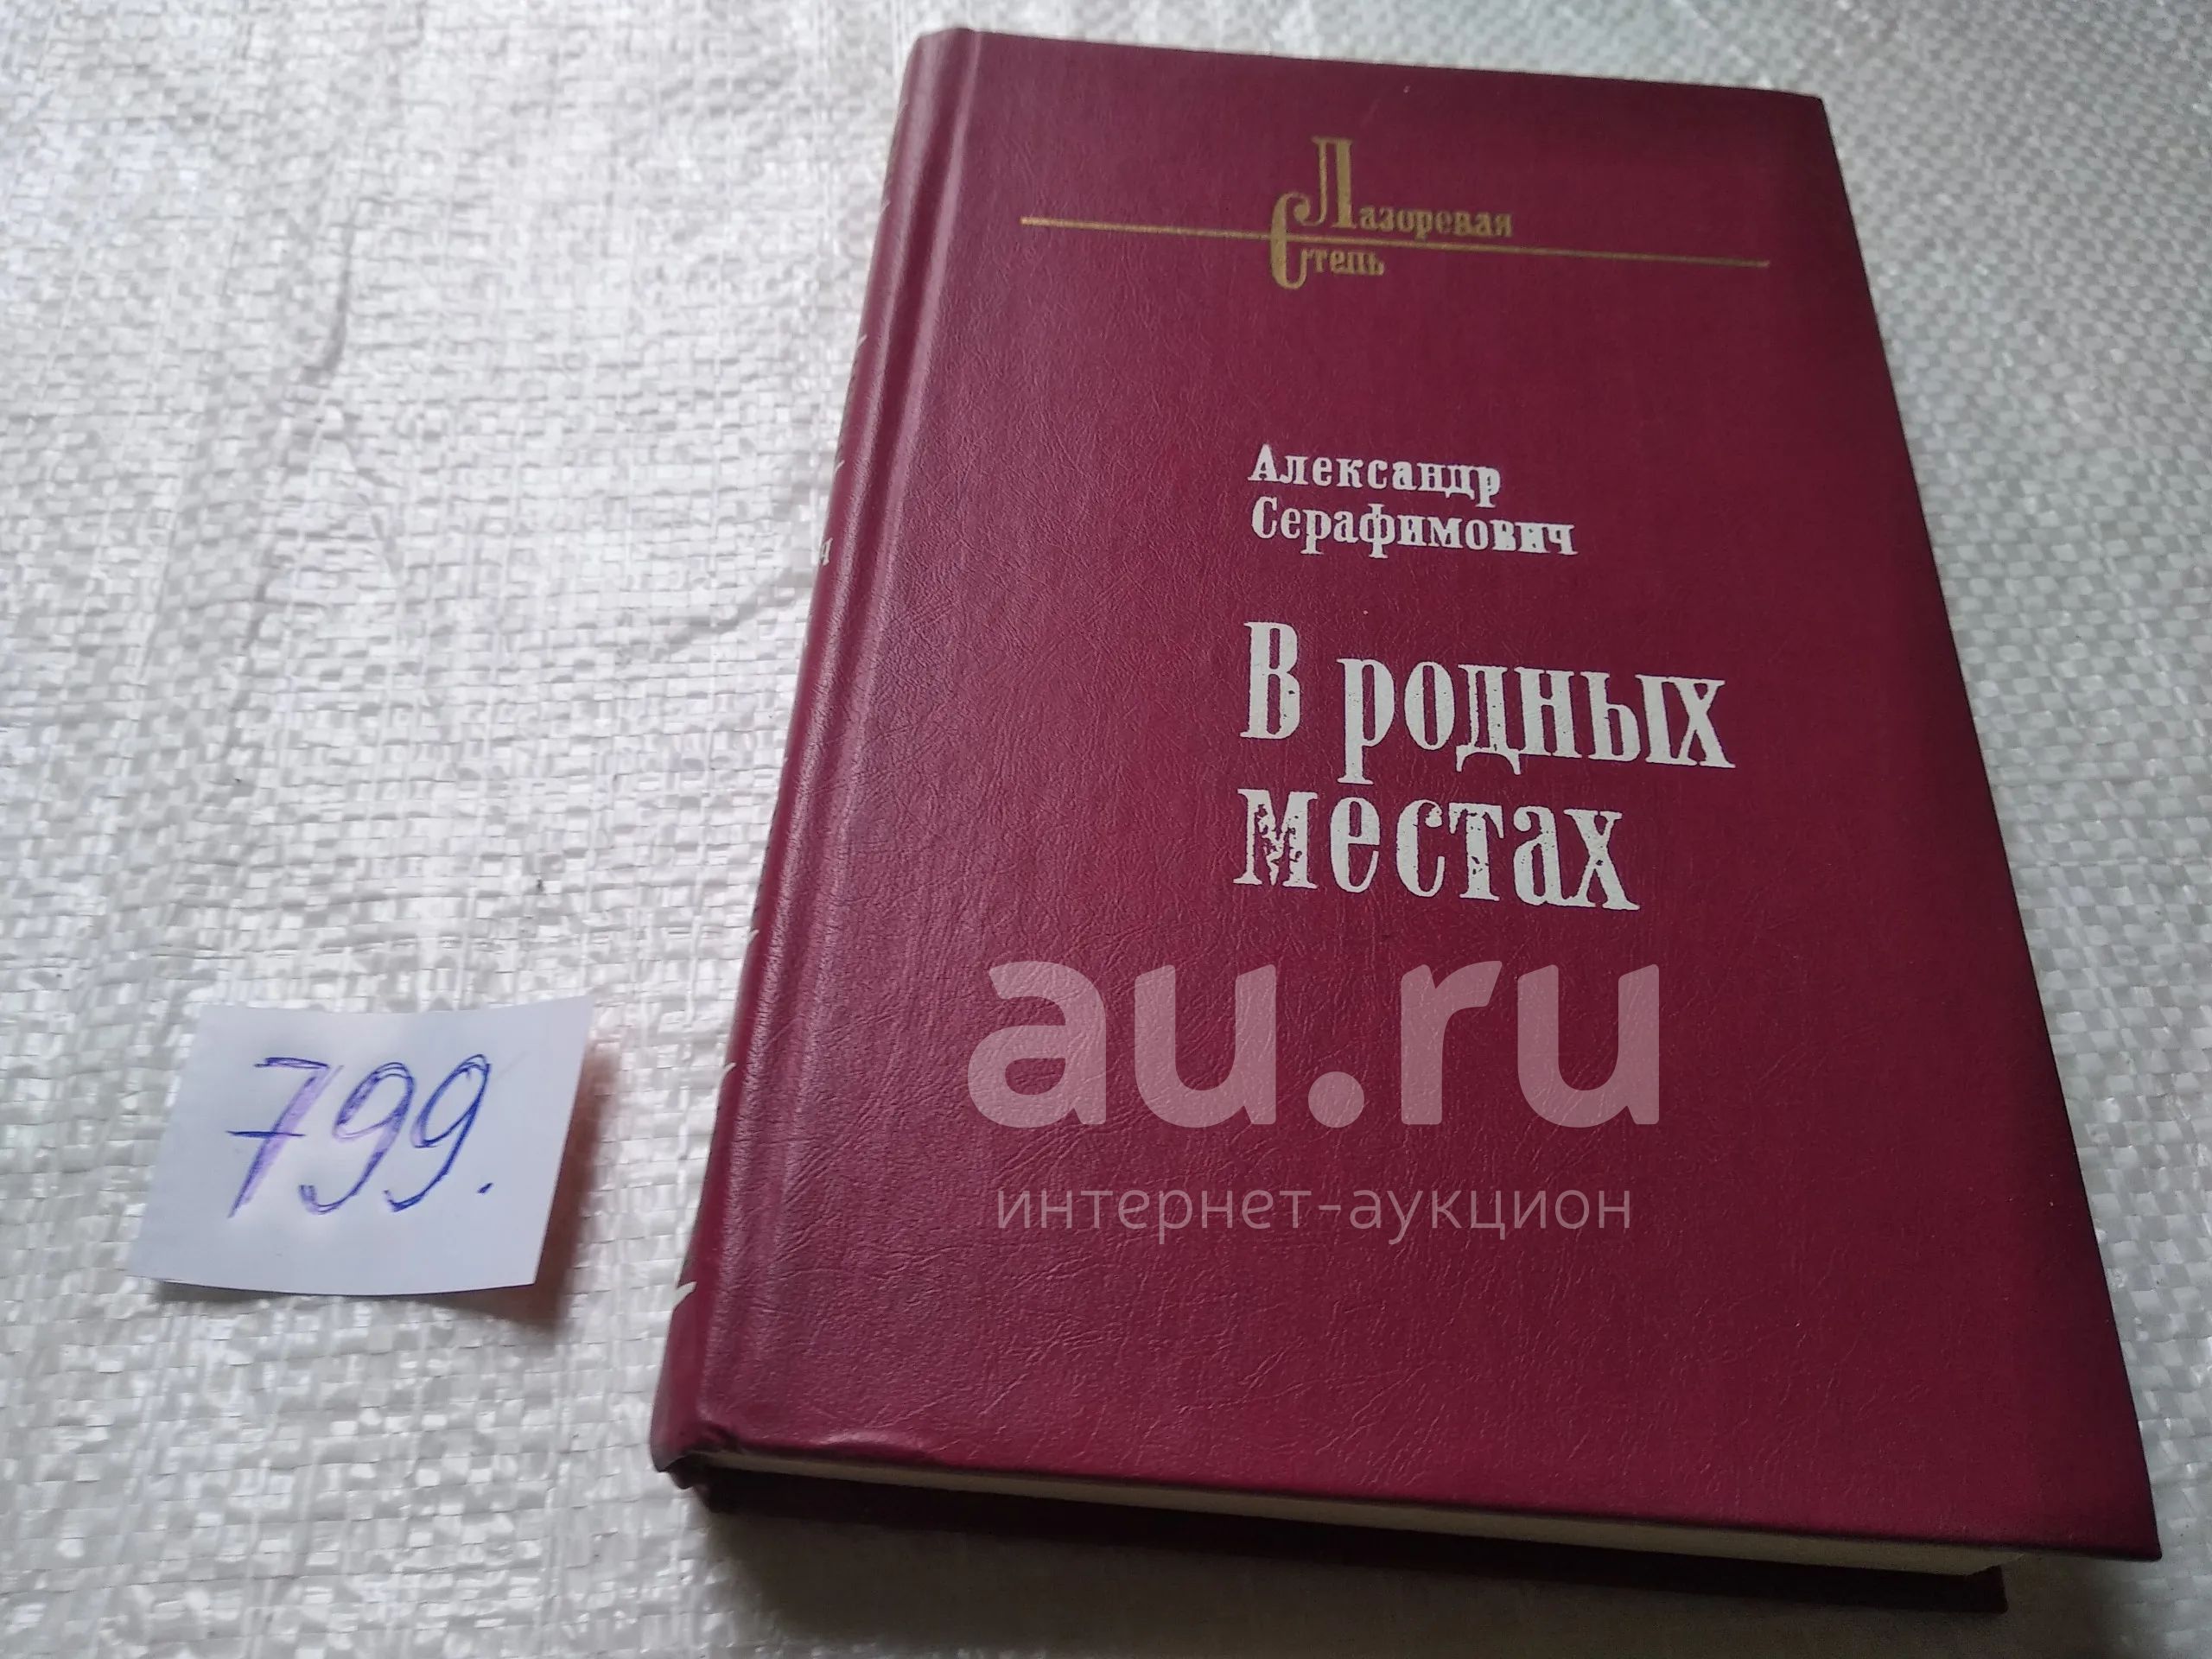 Лазоревая
Степь
Александр
Серафимович
В родных
местах
au.ru
интернет-аукцион
799.